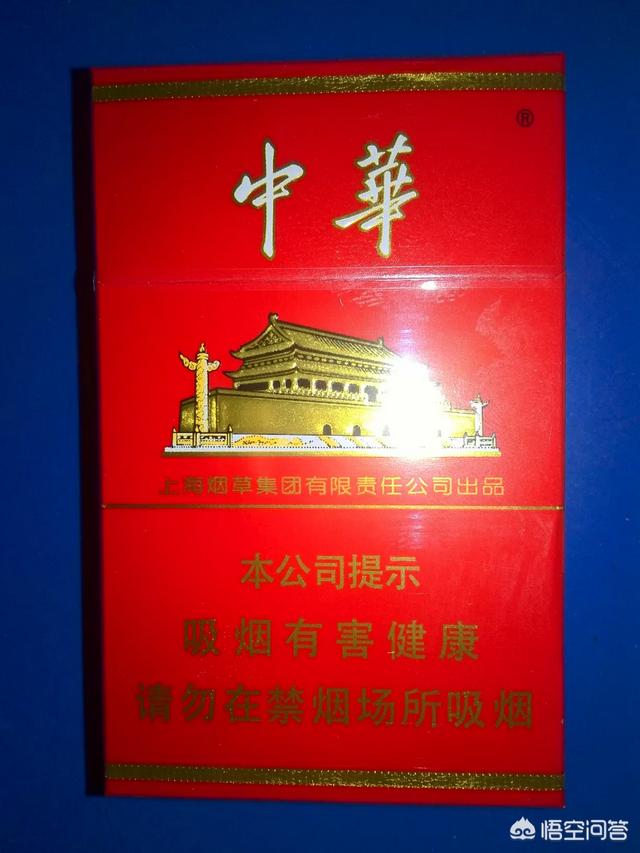 中華
®
上海烟草集团有限责任公司出品
本公司提示
吸烟有害健康
请勿在禁烟场所吸烟
悟空问答